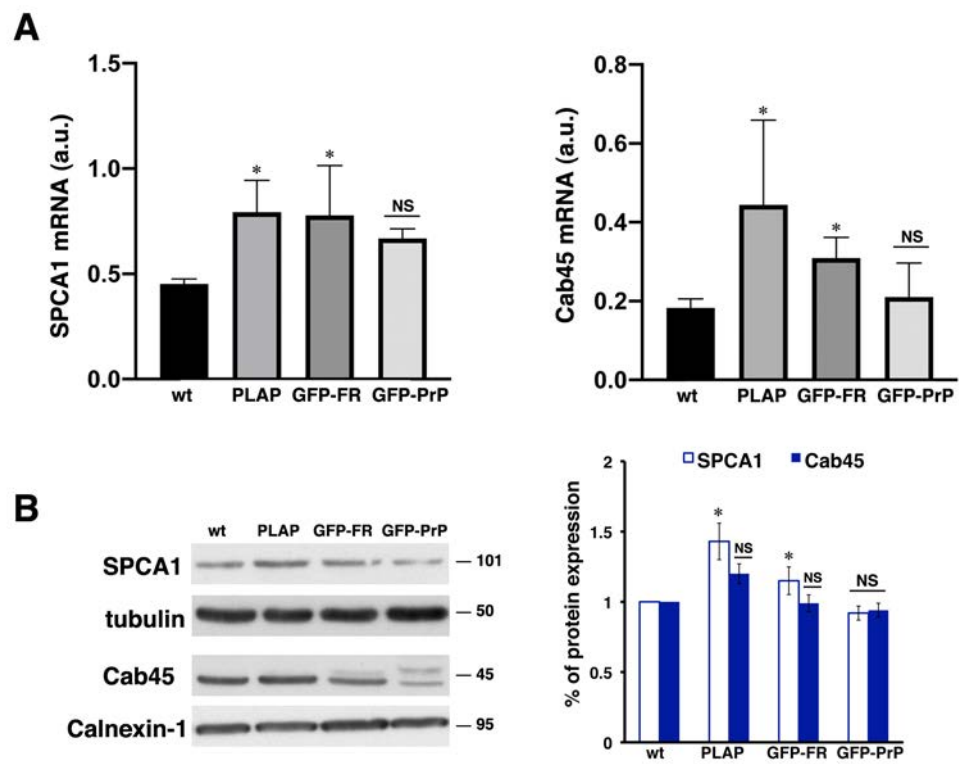 A
SPCA1 mRNA (a.u.)
1.5
1.0
0.5
0.0
*
*
NS
wt PLAP GFP-FR GFP-PrP
Cab45 mRNA (a.u.)
0.8
0.6
0.4
0.2
0.0
*
*
NS
wt PLAP GFP-FR GFP-PrP
B
wt PLAP GFP-FR GFP-PrP
SPCA1 — 101
tubulin — 50
Cab45 — 45
Calnexin-1 — 95
SPCA1 Cab45
% of protein expression
2
1.5
1
0.5
0
*
NS
*
NS
NS
wt PLAP GFP-FR GFP-PrP